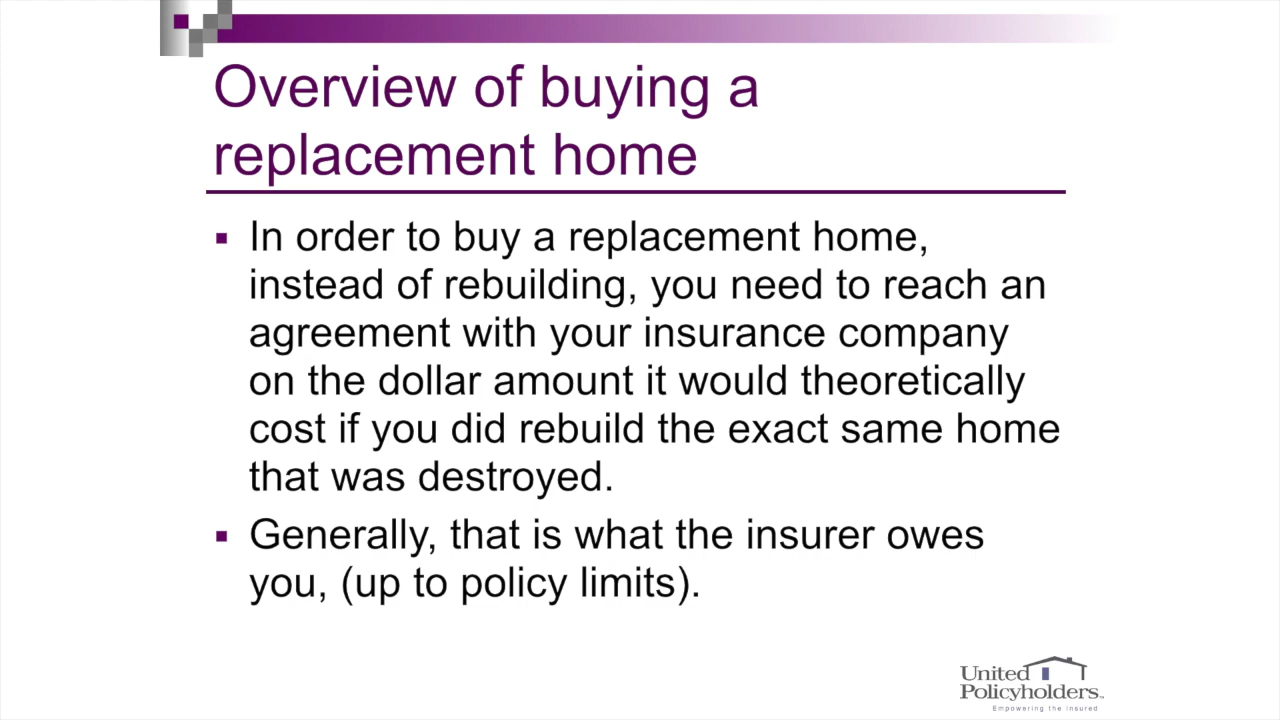 Overview of buying a
replacement home
In order to buy a replacement home,
instead of rebuilding, you need to reach an
agreement with your insurance company
on the dollar amount it would theoretically
cost if you did rebuild the exact same home
that was destroyed.
Generally, that is what the insurer owes
you, (up to policy limits).
United
Policyholders™
Empowering the Insured